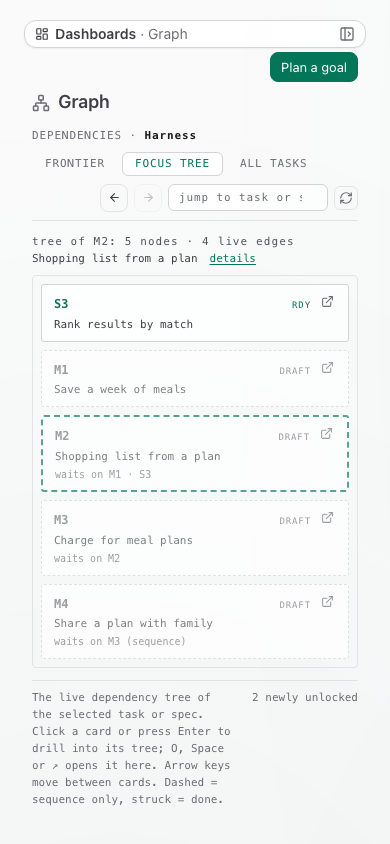 Dashboards · Graph
Plan a goal
Graph
DEPENDENCIES · Harness
FRONTIER FOCUS TREE ALL TASKS
← → jump to task or s
tree of M2: 5 nodes · 4 live edges
Shopping list from a plan details
S3 RDY
Rank results by match
M1 DRAFT
Save a week of meals
M2 DRAFT
Shopping list from a plan
waits on M1 · S3
M3 DRAFT
Charge for meal plans
waits on M2
M4 DRAFT
Share a plan with family
waits on M3 (sequence)
The live dependency tree of 2 newly unlocked
the selected task or spec.
Click a card or press Enter to
drill into its tree; O, Space
or ↗ opens it here. Arrow keys
move between cards. Dashed =
sequence only, struck = done.